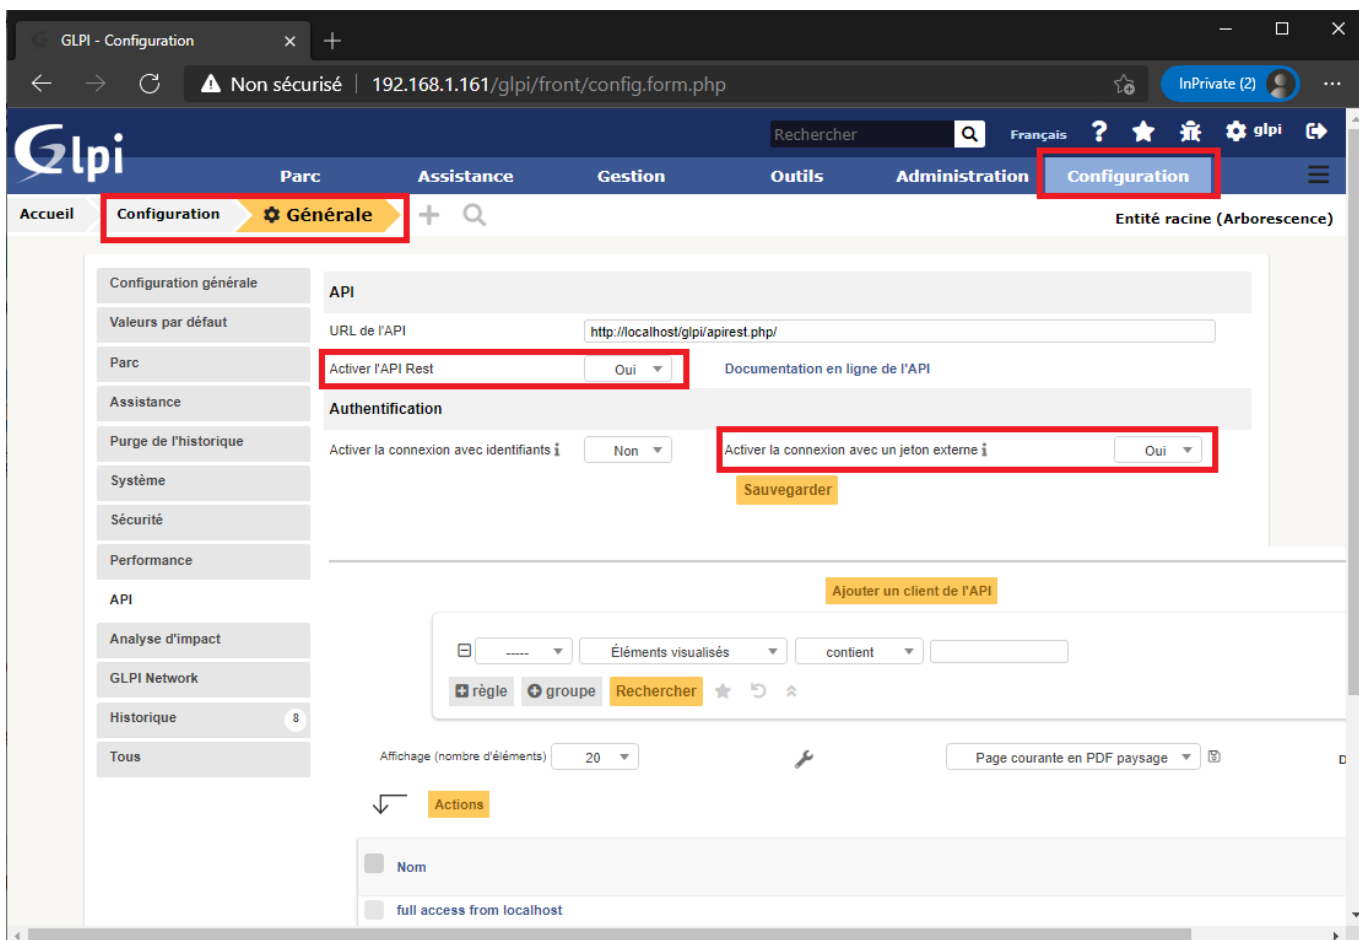 GLPI - Configuration
Non sécurisé 192.168.1.161/glpi/front/config.form.php InPrivate (2)
Glpi Rechercher Français ? glpi
Parc Assistance Gestion Outils Administration Configuration
Accueil Configuration Générale Entité racine (Arborescence)
Configuration générale
Valeurs par défaut
Parc
Assistance
Purge de l'historique
Système
Sécurité
Performance
API
Analyse d'impact
GLPI Network
Historique 8
Tous
API
URL de l'API http://localhost/glpi/apirest.php/
Activer l'API Rest Oui Documentation en ligne de l'API
Authentification
Activer la connexion avec identifiants i Non Activer la connexion avec un jeton externe i Oui
Sauvegarder
Ajouter un client de l'API
----- Éléments visualisés contient
règle groupe Rechercher
Affichage (nombre d'éléments) 20 Page courante en PDF paysage D
Actions
Nom
full access from localhost